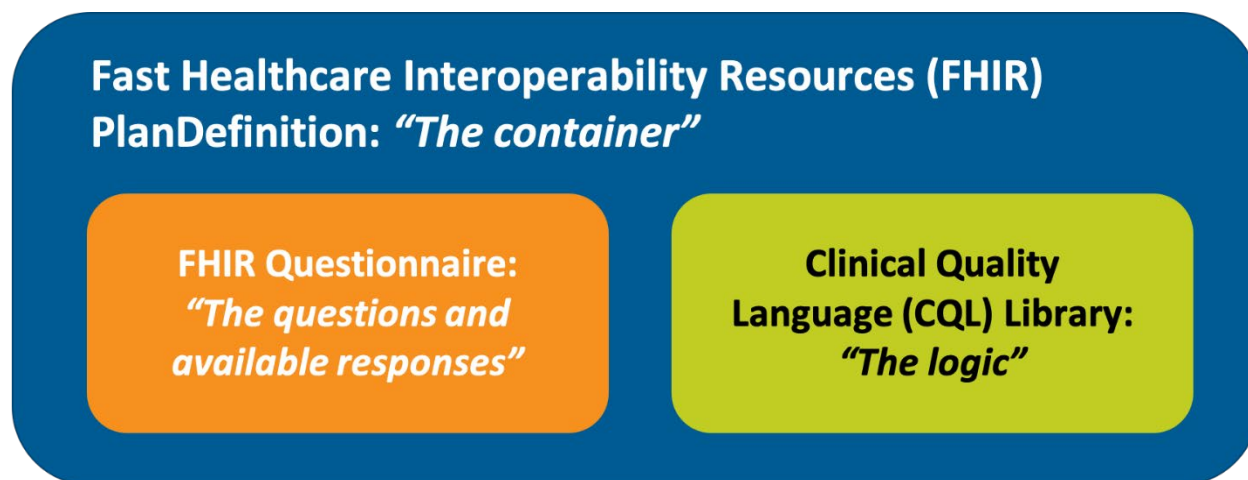 Fast Healthcare Interoperability Resources (FHIR)
PlanDefinition: “The container”
FHIR Questionnaire:
“The questions and
available responses”
Clinical Quality
Language (CQL) Library:
“The logic”